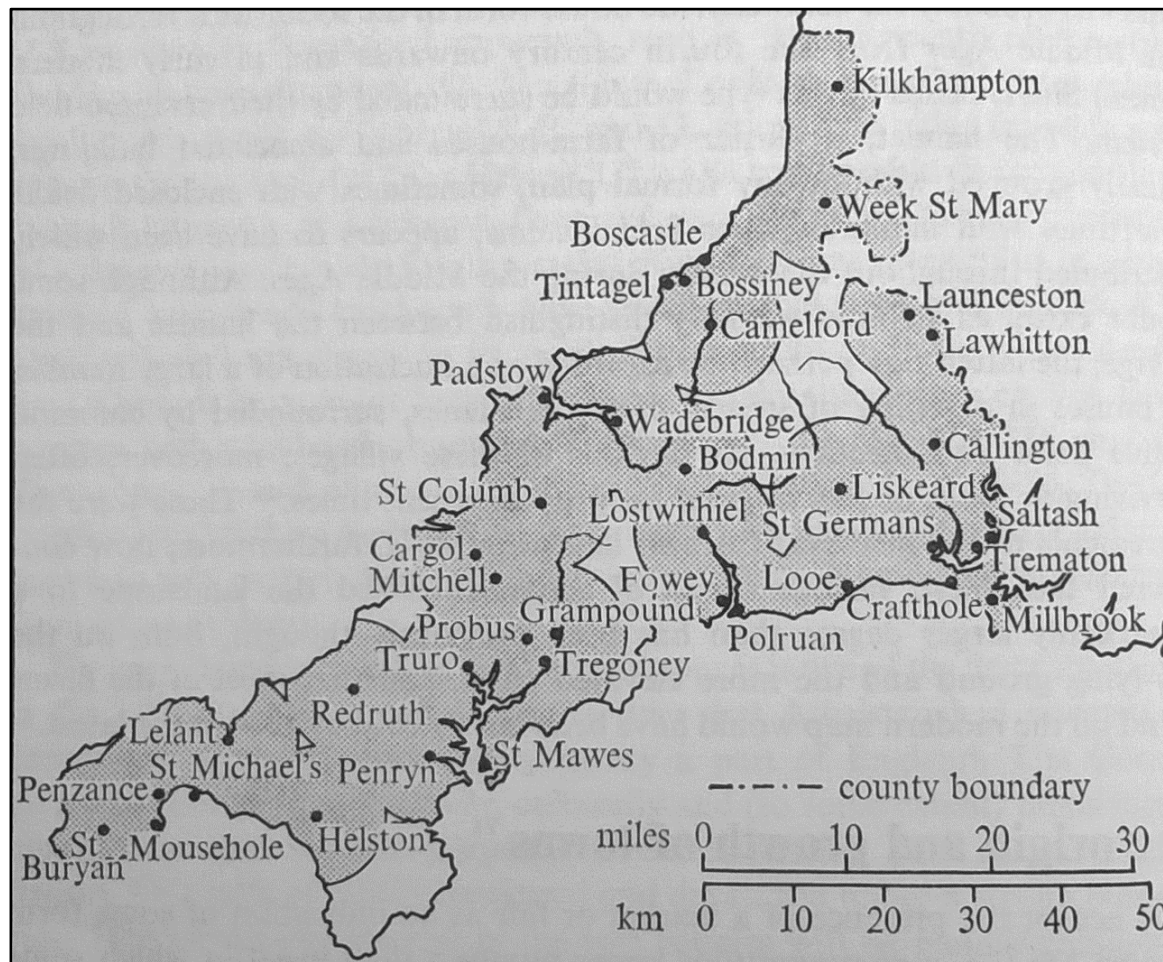 Kilkhampton
Week St Mary
Boscastle
Tintagel
Bossiney
Launceston
Camelford
Lawhitton
Padstow
Wadebridge
Callington
Bodmin
St Columb
Liskeard
Lostwithiel
St Germans
Saltash
Cargol
Trematon
Mitchell
Fowey
Looe
Grampound
Crafthole
Millbrook
Probus
Polruan
Truro
Tregoney
Redruth
Lelant
St Michael's
Penryn
St Mawes
Penzance
county boundary
St
Buryan
Mousehole
Helston
miles 0 10 20 30
km 0 10 20 30 40 50